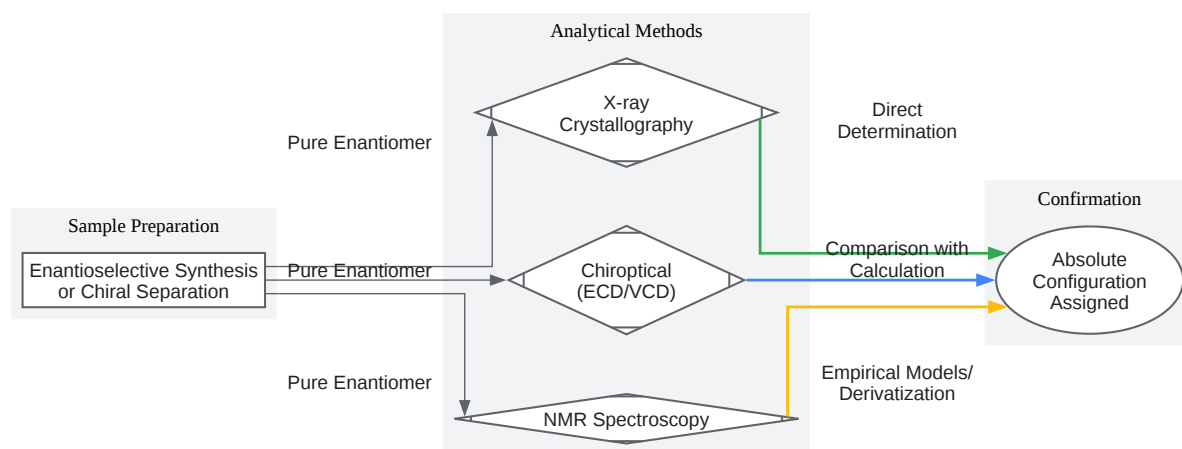 Analytical Methods
X-ray
Crystallography
Direct
Determination
Pure Enantiomer
Sample Preparation
Enantioselective Synthesis
or Chiral Separation
Pure Enantiomer
Chiroptical
(ECD/VCD)
Comparison with
Calculation
Confirmation
Absolute
Configuration
Assigned
Pure Enantiomer
NMR Spectroscopy
Empirical Models/
Derivatization